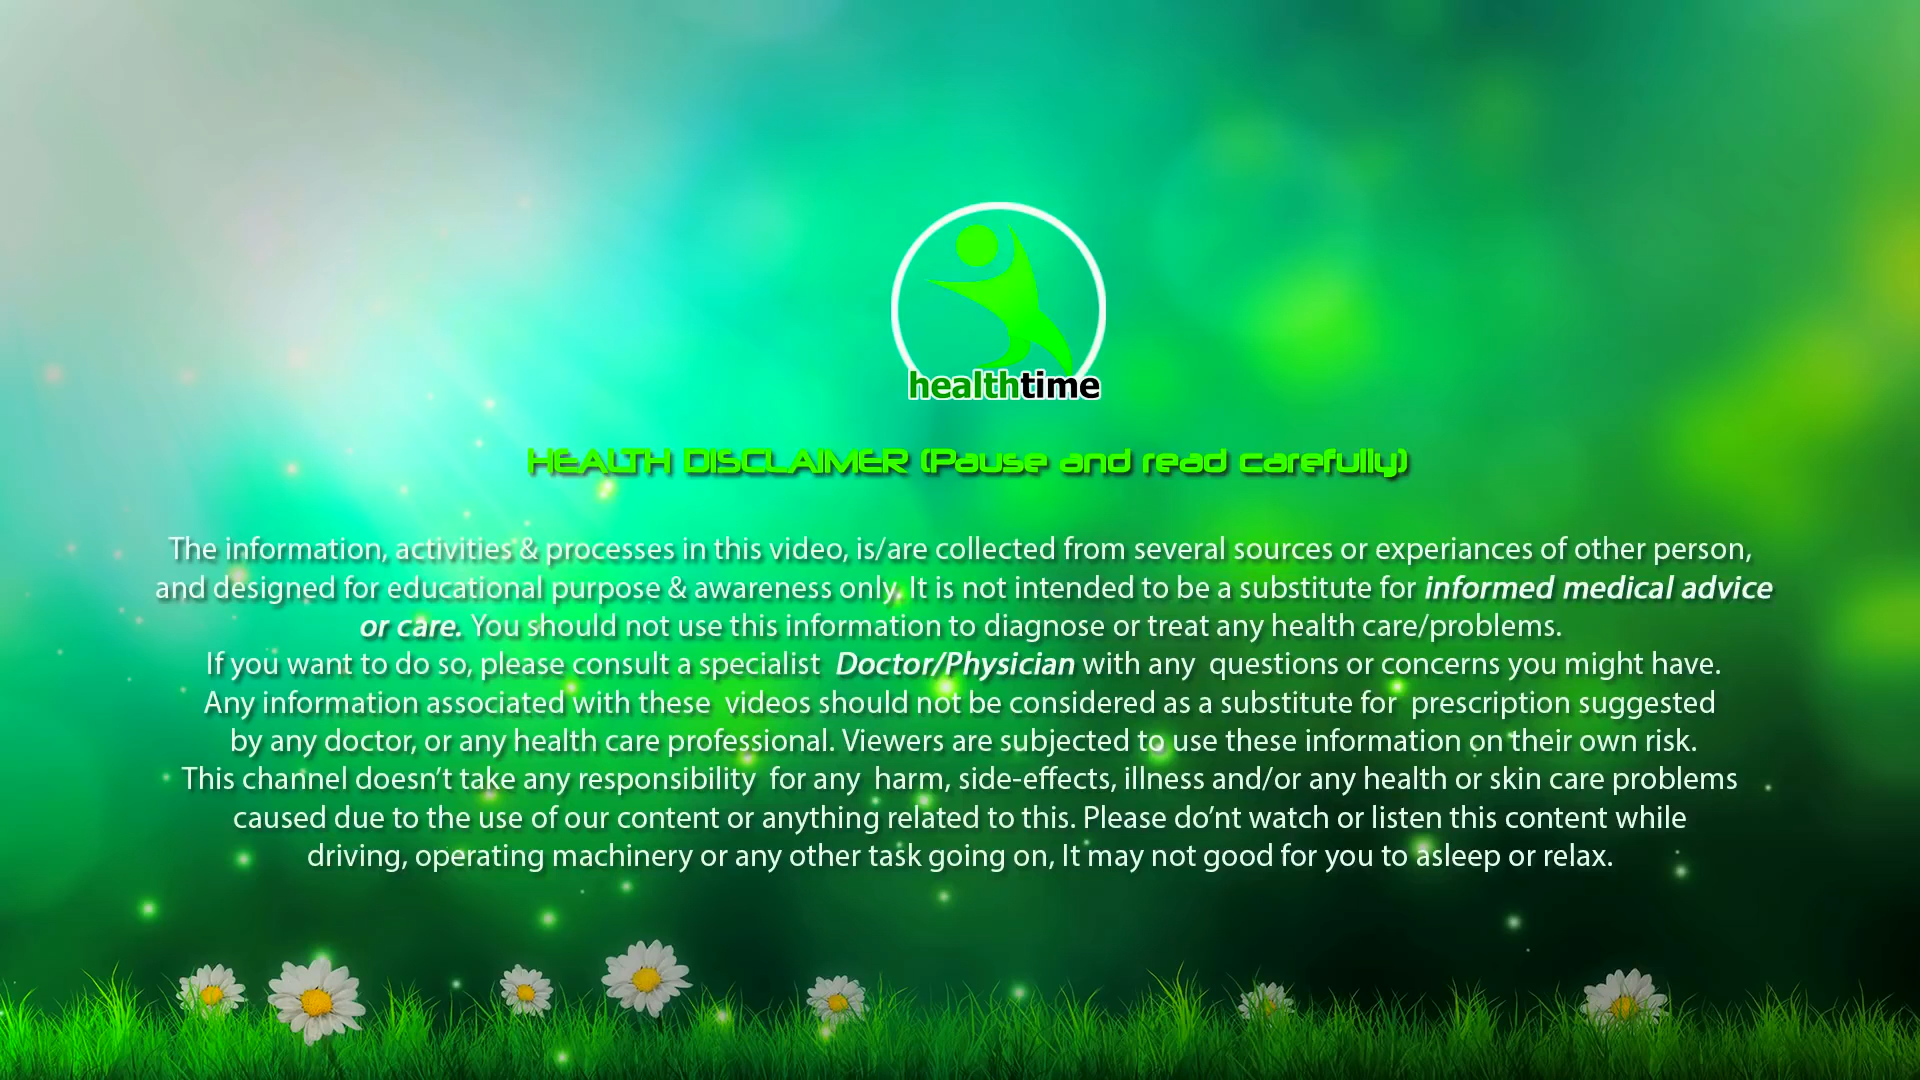 healthtime
HEALTH DISCLAIMER (Pause and read carefully)
The information, activities & processes in this video, is/are collected from several sources or experiances of other person,
and designed for educational purpose & awareness only. It is not intended to be a substitute for informed medical advice
or care. You should not use this information to diagnose or treat any health care/problems.
If you want to do so, please consult a specialist Doctor/Physician with any questions or concerns you might have.
Any information associated with these videos should not be considered as a substitute for prescription suggested
by any doctor, or any health care professional. Viewers are subjected to use these information on their own risk.
This channel doesn’t take any responsibility for any harm, side-effects, illness and/or any health or skin care problems
caused due to the use of our content or anything related to this. Please do’nt watch or listen this content while
driving, operating machinery or any other task going on, It may not good for you to asleep or relax.